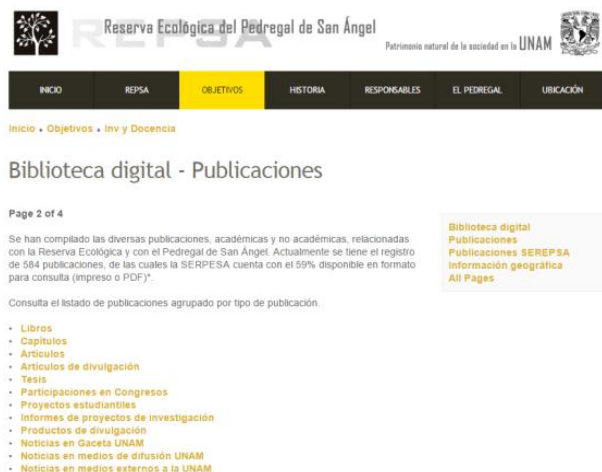 Reserva Ecológica del Pedregal de San Ángel
REPSA
Patrimonio natural de la sociedad en la UNAM
INICIO REPSA OBJETIVOS HISTORIA RESPONSABLES EL PEDREGAL UBICACIÓN
Inicio Objetivos Inv y Docencia
Biblioteca digital - Publicaciones
Page 2 of 4
Se han compilado las diversas publicaciones, académicas y no académicas, relacionadas
con la Reserva Ecológica y con el Pedregal de San Ángel. Actualmente se tiene el registro
de 584 publicaciones, de las cuales la SERPESA cuenta con el 59% disponible en formato
para consulta (impreso o PDF)*.
Consulta el listado de publicaciones agrupado por tipo de publicación.
• Libros
• Capítulos
• Artículos
• Artículos de divulgación
• Tesis
• Participaciones en Congresos
• Proyectos estudiantiles
• Informes de proyectos de investigación
• Productos de divulgación
• Noticias en Gaceta UNAM
• Noticias en medios de difusión UNAM
• Noticias en medios externos a la UNAM
Biblioteca digital
Publicaciones
Publicaciones SEREPSA
Información geográfica
All Pages